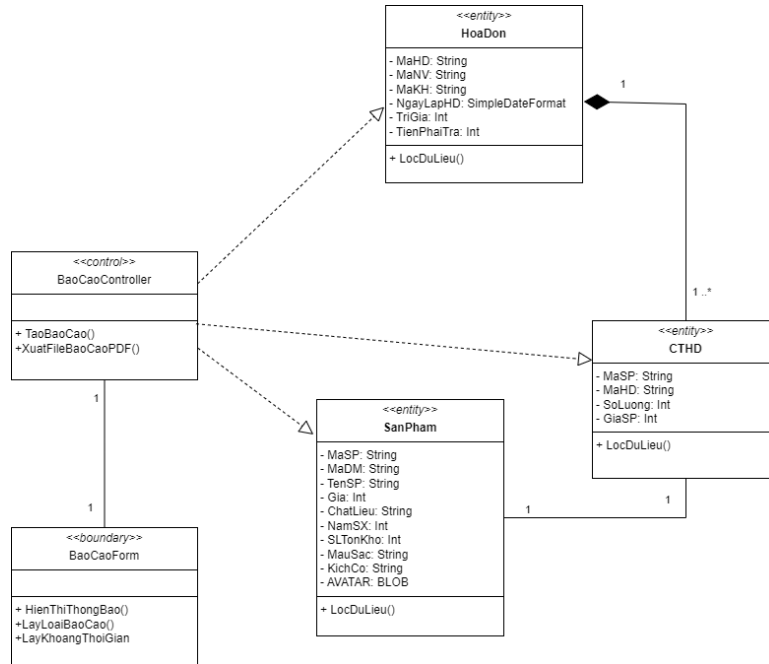 <<entity>>
HoaDon
- MaHD: String
- MaNV: String
- MaKH: String
- NgayLapHD: SimpleDateFormat
- TriGia: Int
- TienPhaiTra: Int
+ LocDuLieu()
1
1 ..*
<<control>>
BaoCaoController
+ TaoBaoCao()
+XuatFileBaoCaoPDF()
1
1
<<entity>>
CTHD
- MaSP: String
- MaHD: String
- SoLuong: Int
- GiaSP: Int
+ LocDuLieu()
1
1
<<entity>>
SanPham
- MaSP: String
- MaDM: String
- TenSP: String
- Gia: Int
- ChatLieu: String
- NamSX: Int
- SLTonKho: Int
- MauSac: String
- KichCo: String
- AVATAR: BLOB
+ LocDuLieu()
<<boundary>>
BaoCaoForm
+ HienThiThongBao()
+LayLoaiBaoCao()
+LayKhoangThoiGian